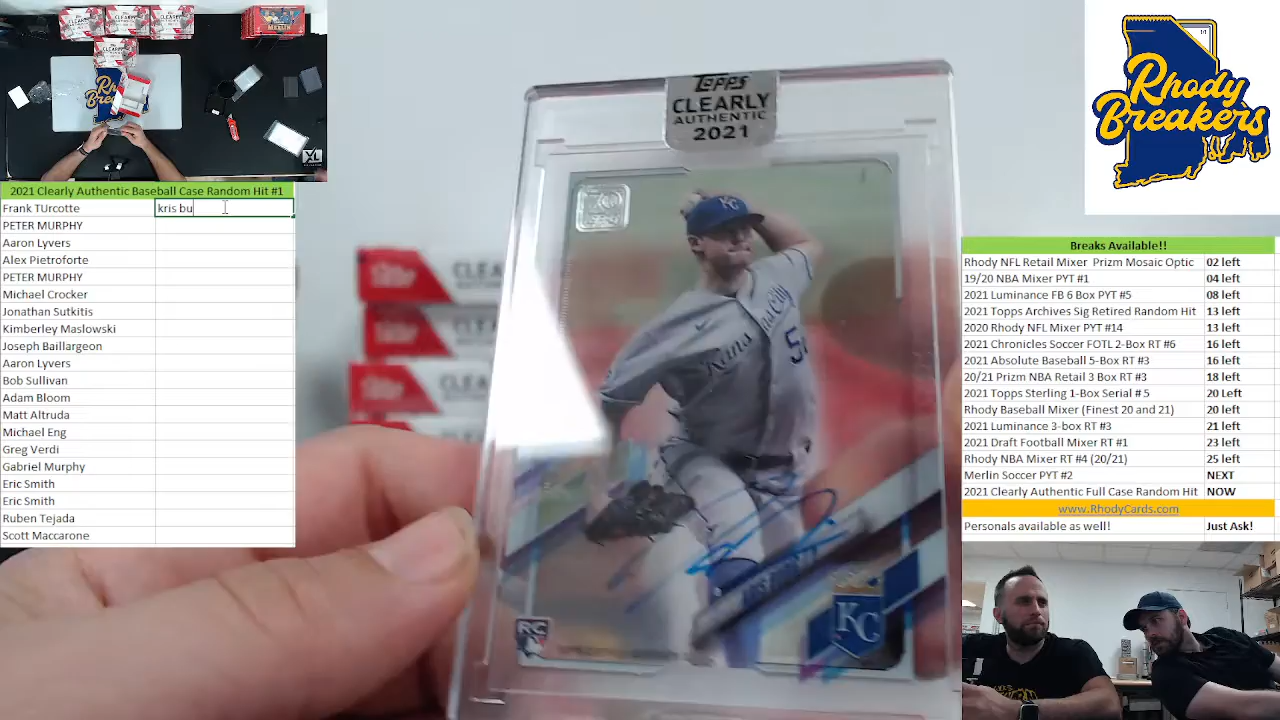 2021 Clearly Authentic Baseball Case Random Hit #1
Frank TUrcotte kris bu
PETER MURPHY
Aaron Lyvers
Alex Pietroforte
PETER MURPHY
Michael Crocker
Jonathan Sutkitis
Kimberley Maslowski
Joseph Baillargeon
Aaron Lyvers
Bob Sullivan
Adam Bloom
Matt Altruda
Michael Eng
Greg Verdi
Gabriel Murphy
Eric Smith
Eric Smith
Ruben Tejada
Scott Maccarone
CLEARLY
MERLIN
XL
Topps
CLEARLY
AUTHENTIC
2021
70
KC
Kansas City
RC
KC
Rhody
Breakers
Breaks Available!!
Rhody NFL Retail Mixer Prizm Mosaic Optic 02 left
19/20 NBA Mixer PYT #1 04 left
2021 Luminance FB 6 Box PYT #5 08 left
2021 Topps Archives Sig Retired Random Hit 13 left
2020 Rhody NFL Mixer PYT #14 13 left
2021 Chronicles Soccer FOTL 2-Box RT #6 16 left
2021 Absolute Baseball 5-Box RT #3 16 left
20/21 Prizm NBA Retail 3 Box RT #3 18 left
2021 Topps Sterling 1-Box Serial # 5 20 Left
Rhody Baseball Mixer (Finest 20 and 21) 20 left
2021 Luminance 3-box RT #3 21 left
2021 Draft Football Mixer RT #1 23 left
Rhody NBA Mixer RT #4 (20/21) 25 left
Merlin Soccer PYT #2 NEXT
2021 Clearly Authentic Full Case Random Hit NOW
www.RhodyCards.com
Personals available as well! Just Ask!